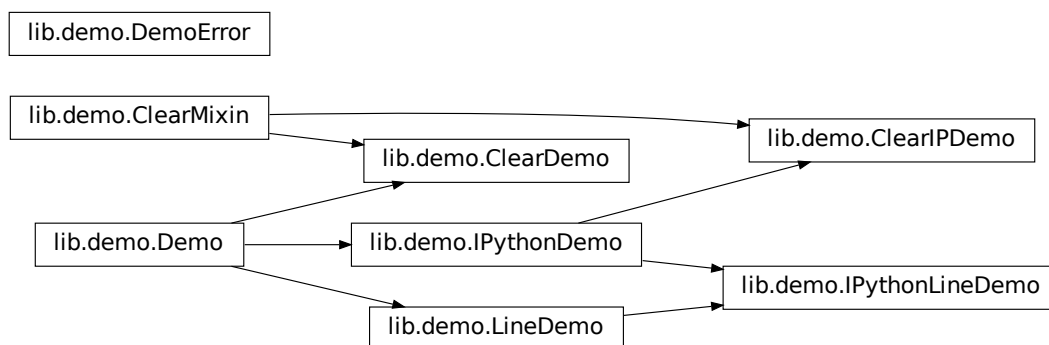 lib.demo.DemoError
lib.demo.ClearMixin
lib.demo.ClearIPDemo
lib.demo.ClearDemo
lib.demo.Demo
lib.demo.IPythonDemo
lib.demo.IPythonLineDemo
lib.demo.LineDemo